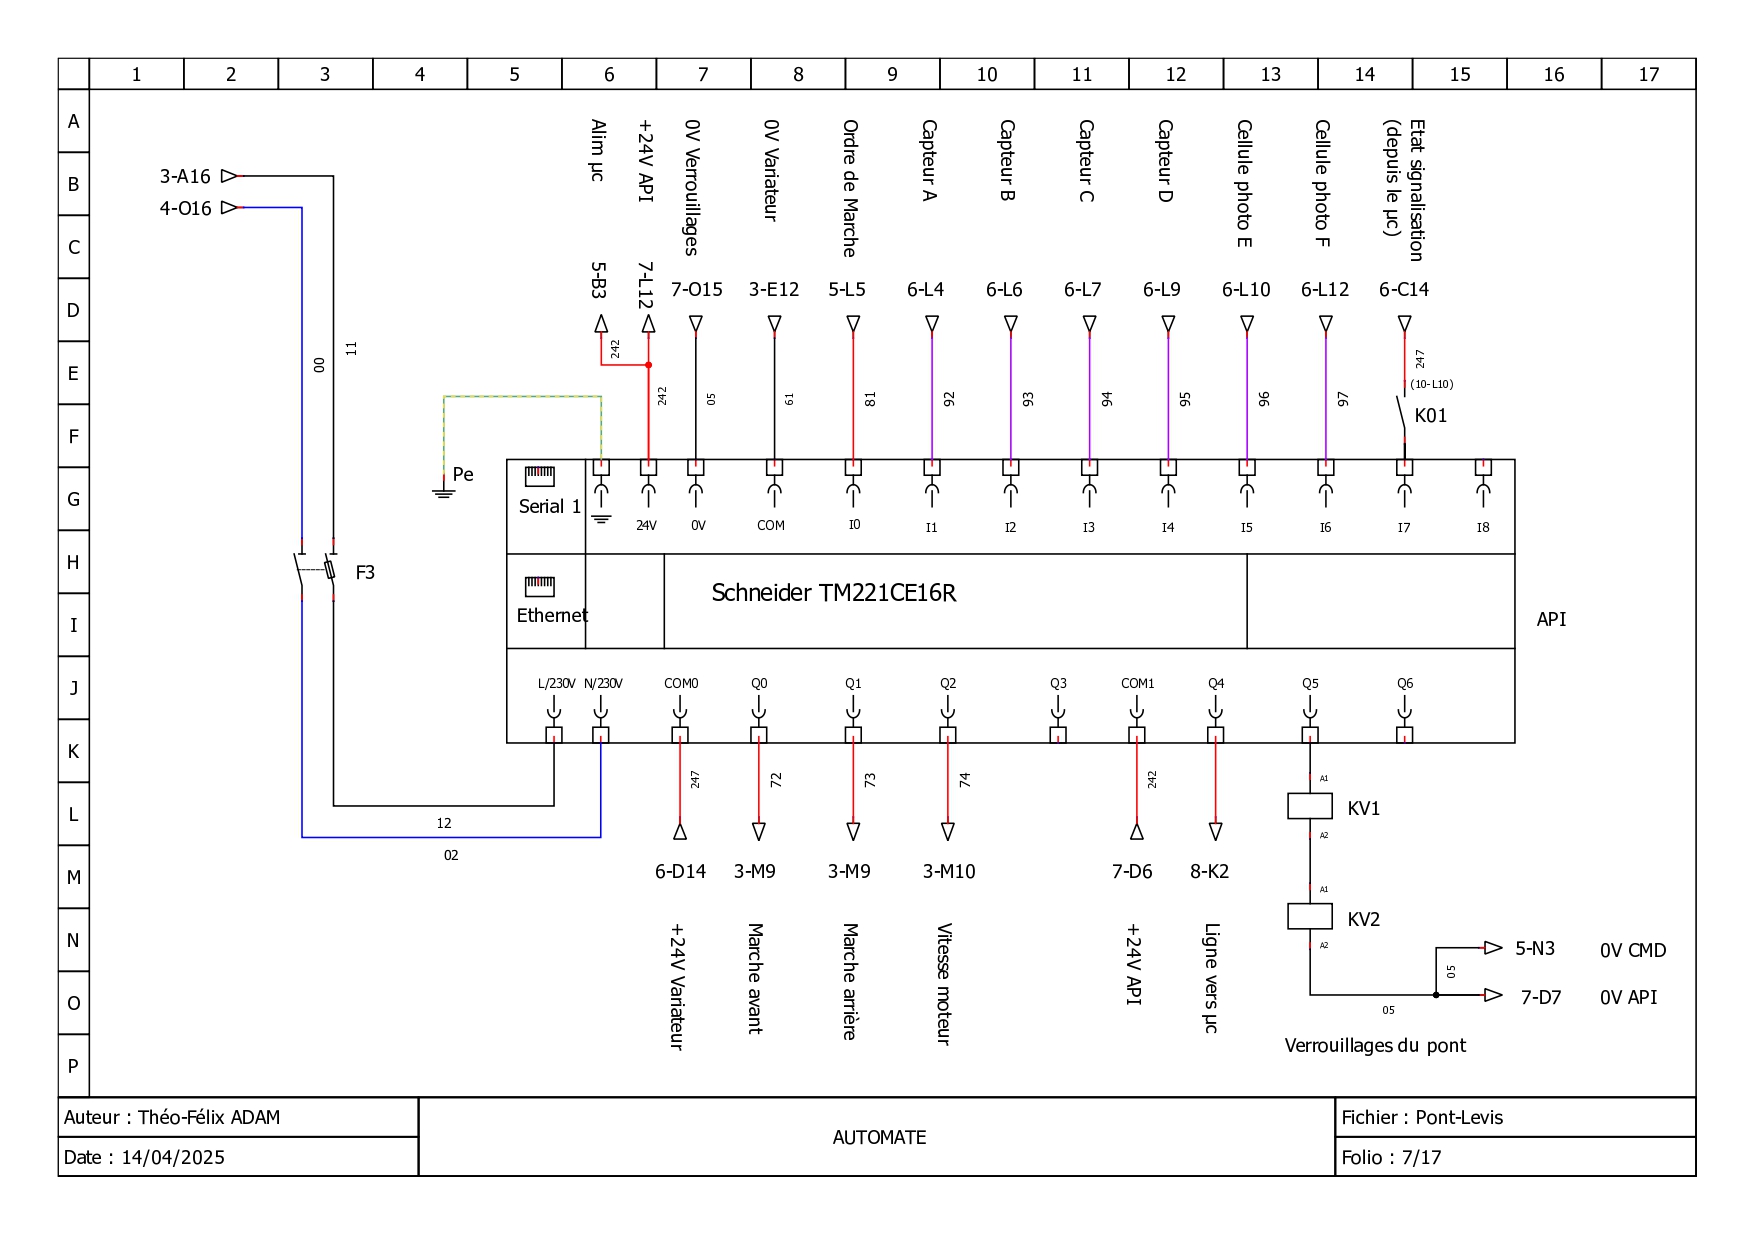 1 2 3 4 5 6 7 8 9 10 11 12 13 14 15 16 17
A
B
C
D
E
F
G
H
I
J
K
L
M
N
O
P
Alim µc
+24V API
0V Verrouillages
0V Variateur
Ordre de Marche
Capteur A
Capteur B
Capteur C
Capteur D
Cellule photo E
Cellule photo F
Etat signalisation
(depuis le µc)
3-A16
4-O16
5-B3
7-L12
7-O15
3-E12
5-L5
6-L4
6-L6
6-L7
6-L9
6-L10
6-L12
6-C14
00
11
242
242
05
61
81
92
93
94
95
96
97
247
(10-L10)
K01
Pe
Serial 1
24V
0V
COM
I0
I1
I2
I3
I4
I5
I6
I7
I8
F3
Schneider TM221CE16R
Ethernet
API
L/230V
N/230V
COM0
Q0
Q1
Q2
Q3
COM1
Q4
Q5
Q6
247
72
73
74
242
12
02
A1
KV1
A2
6-D14
3-M9
3-M9
3-M10
7-D6
8-K2
A1
KV2
A2
+24V Variateur
Marche avant
Marche arrière
Vitesse moteur
+24V API
Ligne vers µc
5-N3
0V CMD
05
7-D7
0V API
05
Verrouillages du pont
Auteur : Théo-Félix ADAM
Date : 14/04/2025
AUTOMATE
Fichier : Pont-Levis
Folio : 7/17